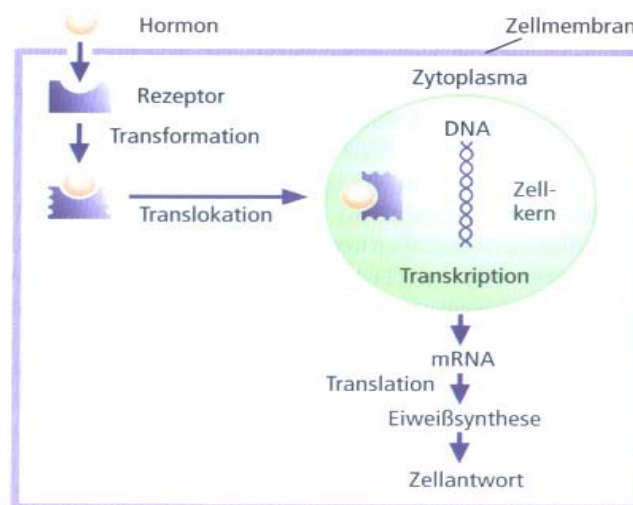 Hormon
Zellmembran
Zytoplasma
Rezeptor
DNA
Transformation
Zell-
kern
Translokation
Transkription
mRNA
Translation
Eiweißsynthese
Zellantwort